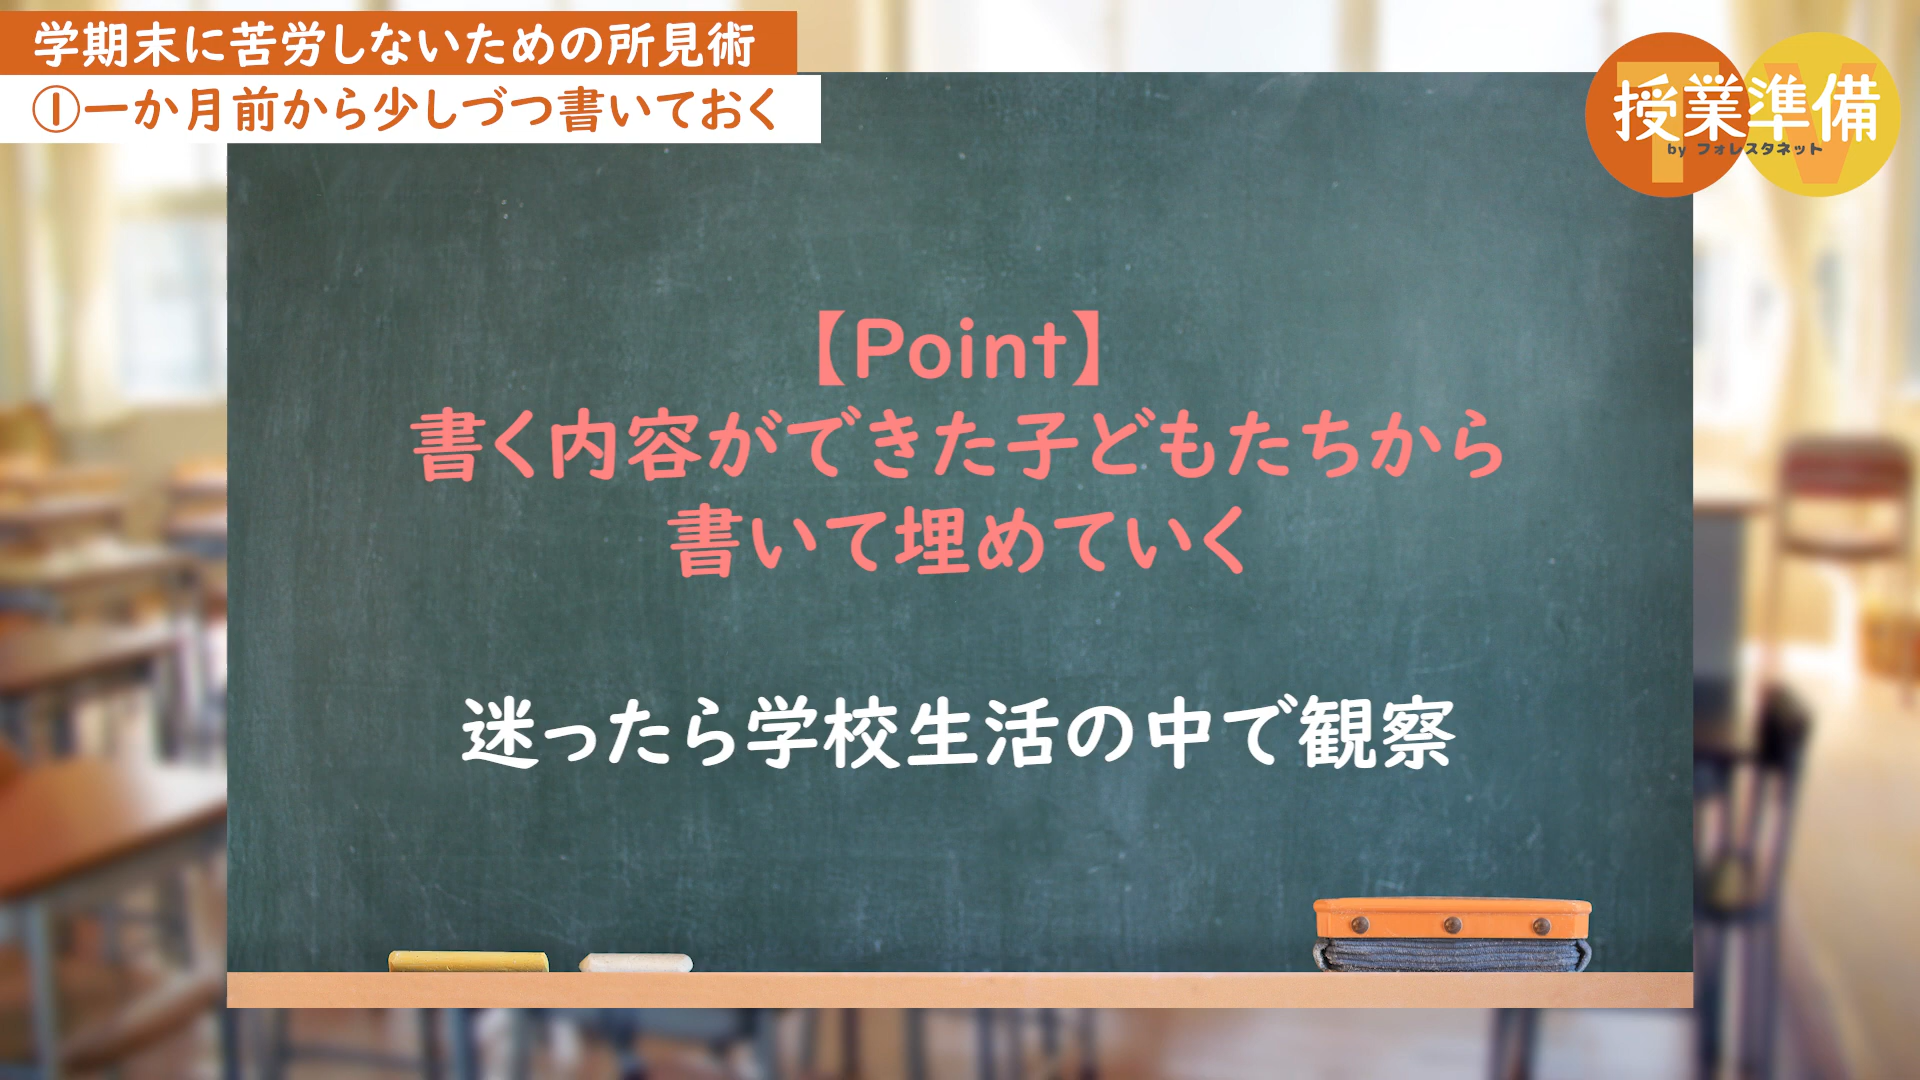 学期末に苦労しないための所見術
①一か月前から少しづつ書いておく
TV
授業準備
by フォレスタネット
【Point】
書く内容ができた子どもたちから
書いて埋めていく
迷ったら学校生活の中で観察